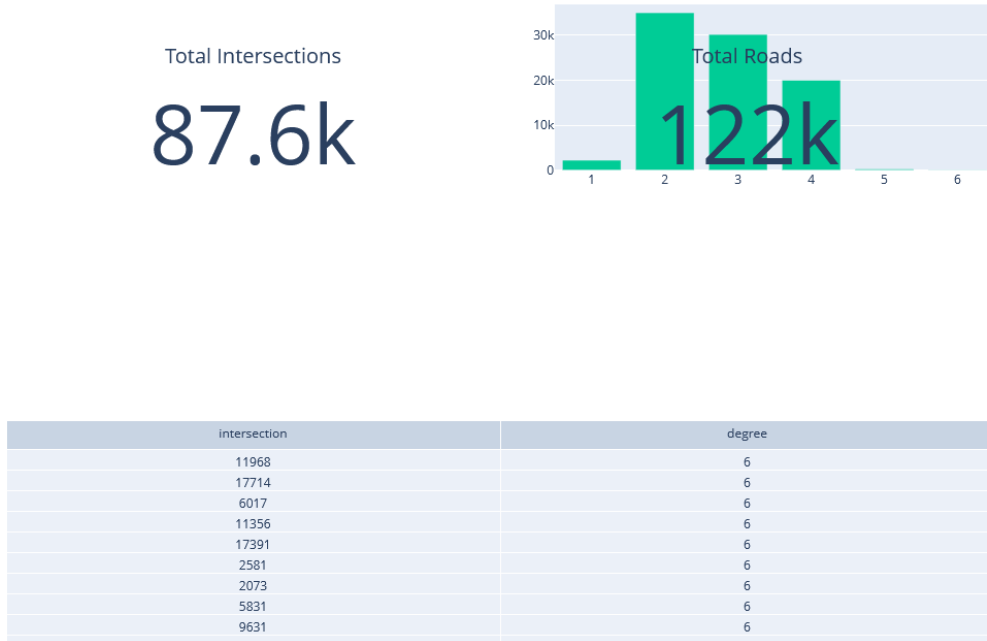 Total Intersections
87.6k
Total Roads
122k
30k
20k
10k
0
1 2 3 4 5 6
intersection degree
11968 6
17714 6
6017 6
11356 6
17391 6
2581 6
2073 6
5831 6
9631 6